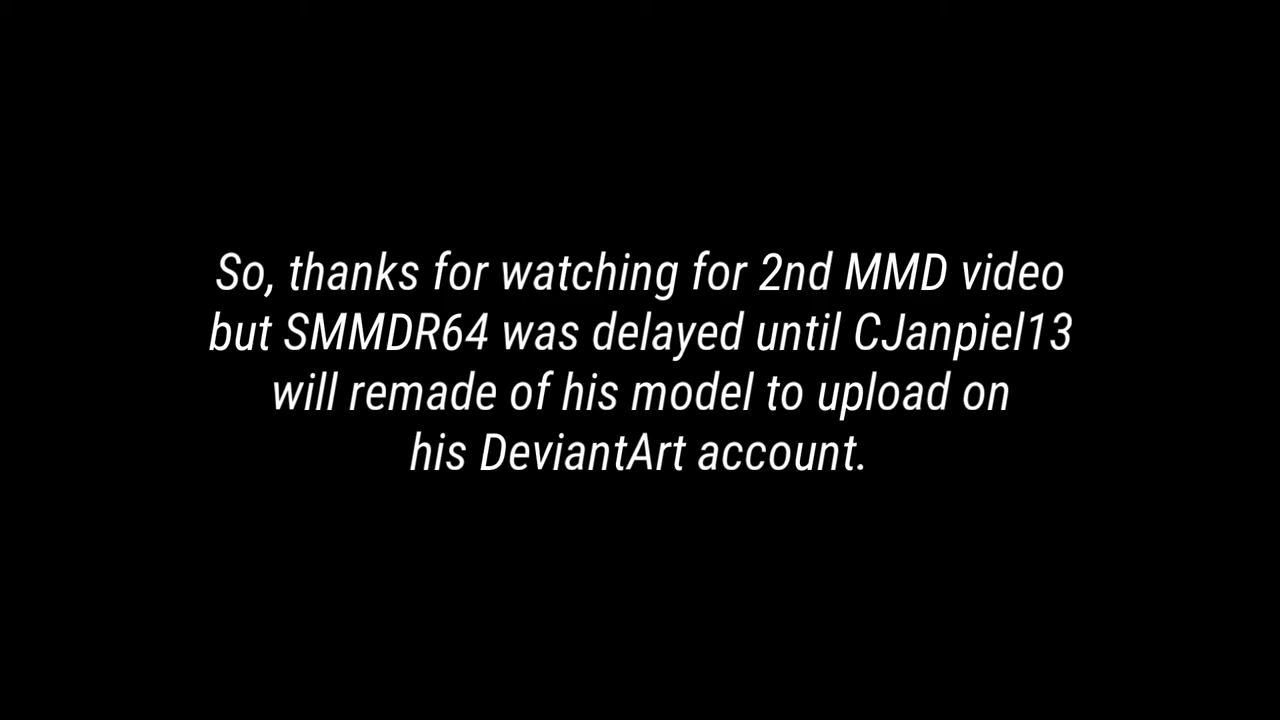 So, thanks for watching for 2nd MMD video
but SMMDR64 was delayed until CJanpiel13
will remade of his model to upload on
his DeviantArt account.